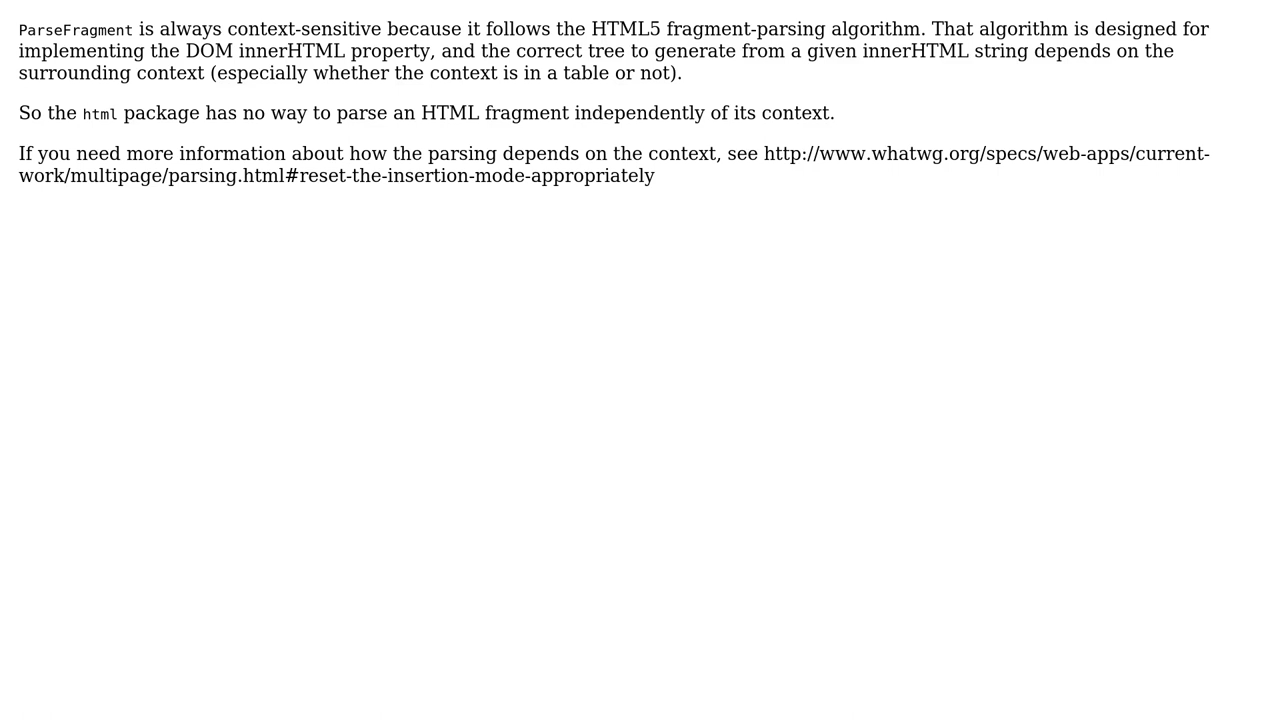 ParseFragment is always context-sensitive because it follows the HTML5 fragment-parsing algorithm. That algorithm is designed for
implementing the DOM innerHTML property, and the correct tree to generate from a given innerHTML string depends on the
surrounding context (especially whether the context is in a table or not).
So the html package has no way to parse an HTML fragment independently of its context.
If you need more information about how the parsing depends on the context, see http://www.whatwg.org/specs/web-apps/current-
work/multipage/parsing.html#reset-the-insertion-mode-appropriately